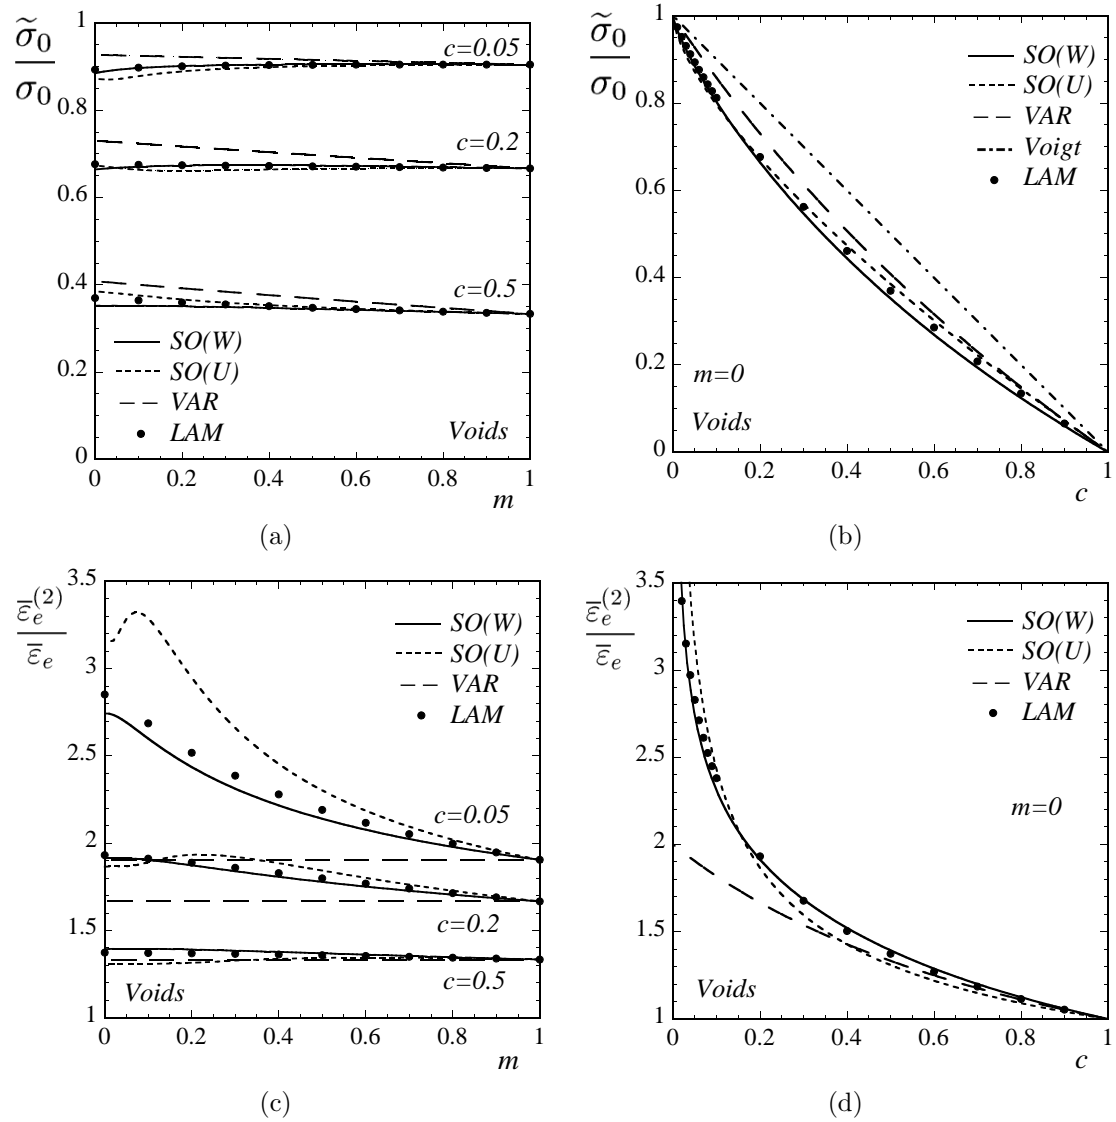 σ̃₀/σ₀
1
0.8
0.6
0.4
0.2
0
c=0.05
c=0.2
c=0.5
SO(W)
SO(U)
VAR
LAM
Voids
0 0.2 0.4 0.6 0.8 1
m
(a)
σ̃₀/σ₀
1
0.8
0.6
0.4
0.2
0
SO(W)
SO(U)
VAR
Voigt
LAM
m=0
Voids
0 0.2 0.4 0.6 0.8 1
c
(b)
ε̄ₑ⁽²⁾/ε̄ₑ
3.5
3
2.5
2
1.5
1
SO(W)
SO(U)
VAR
LAM
c=0.05
c=0.2
c=0.5
Voids
0 0.2 0.4 0.6 0.8 1
m
(c)
ε̄ₑ⁽²⁾/ε̄ₑ
3.5
3
2.5
2
1.5
1
SO(W)
SO(U)
VAR
LAM
m=0
Voids
0 0.2 0.4 0.6 0.8 1
c
(d)